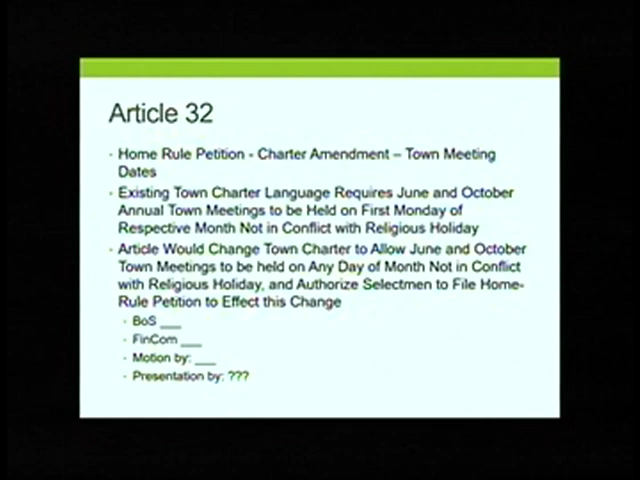 Article 32
· Home Rule Petition - Charter Amendment – Town Meeting
Dates
· Existing Town Charter Language Requires June and October
Annual Town Meetings to be Held on First Monday of
Respective Month Not in Conflict with Religious Holiday
· Article Would Change Town Charter to Allow June and October
Town Meetings to be held on Any Day of Month Not in Conflict
with Religious Holiday, and Authorize Selectmen to File Home-
Rule Petition to Effect this Change
· BoS ___
· FinCom ___
· Motion by: ___
· Presentation by: ???